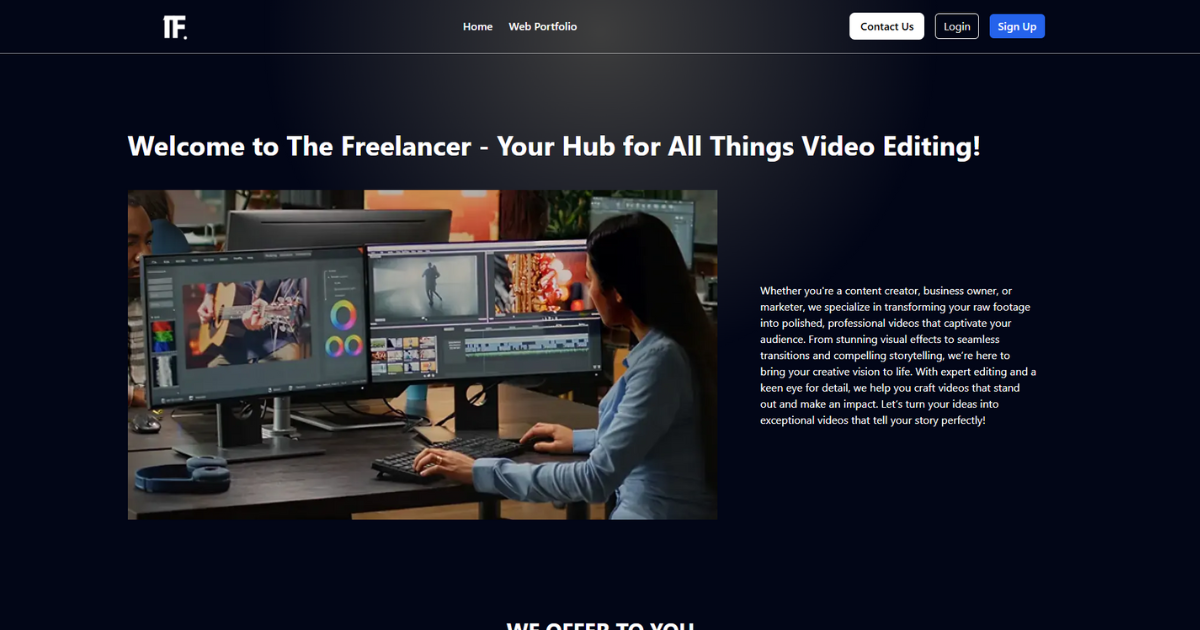 TF.
Home
Web Portfolio
Contact Us
Login
Sign Up
Welcome to The Freelancer - Your Hub for All Things Video Editing!
Whether you're a content creator, business owner, or
marketer, we specialize in transforming your raw footage
into polished, professional videos that captivate your
audience. From stunning visual effects to seamless
transitions and compelling storytelling, we're here to
bring your creative vision to life. With expert editing and a
keen eye for detail, we help you craft videos that stand
out and make an impact. Let's turn your ideas into
exceptional videos that tell your story perfectly!
WE OFFER TO YOU